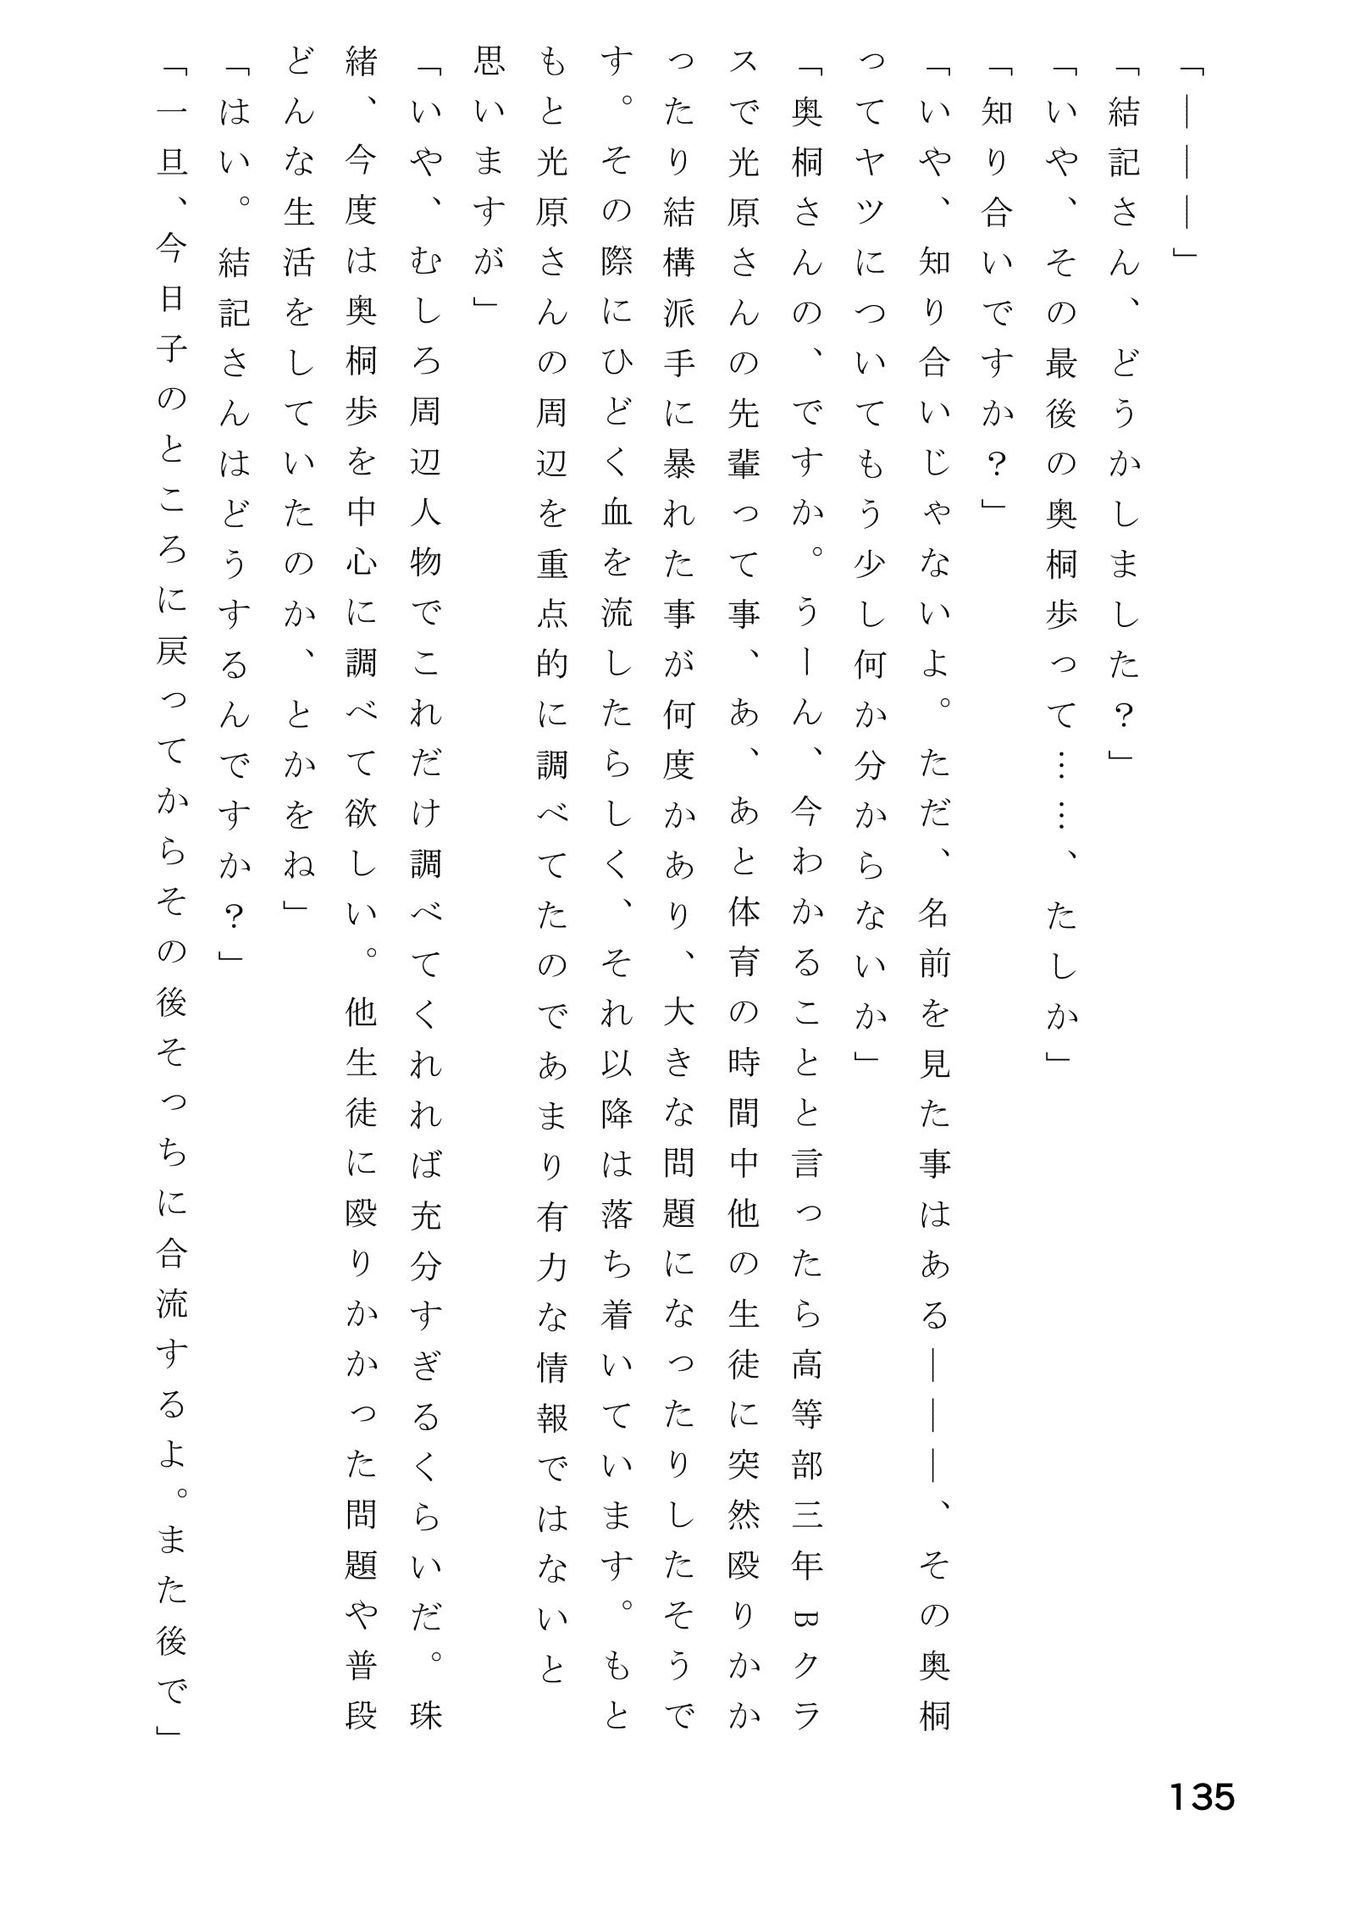 「―――」
「結記さん、どうかしました？」
「いや、その最後の奥桐歩って……、たしか」
「知り合いですか？」
「いや、知り合いじゃないよ。ただ、名前を見た事はある―――、その奥桐
ってヤツについてもう少し何か分からないか」
「奥桐さんの、ですか。うーん、今わかることと言ったら高等部三年Bクラ
スで光原さんの先輩って事、あ、あと体育の時間中他の生徒に突然殴りかか
ったり結構派手に暴れた事が何度かあり、大きな問題になったりしたそうで
す。その際にひどく血を流したらしく、それ以降は落ち着いています。もと
もと光原さんの周辺を重点的に調べてたのであまり有力な情報ではないと
思いますが」
「いや、むしろ周辺人物でこれだけ調べてくれれば充分すぎるくらいだ。珠
緒、今度は奥桐歩を中心に調べて欲しい。他生徒に殴りかかった問題や普段
どんな生活をしていたのか、とかをね」
「はい。結記さんはどうするんですか？」
「一旦、今日子のところに戻ってからその後そっちに合流するよ。また後で」
135